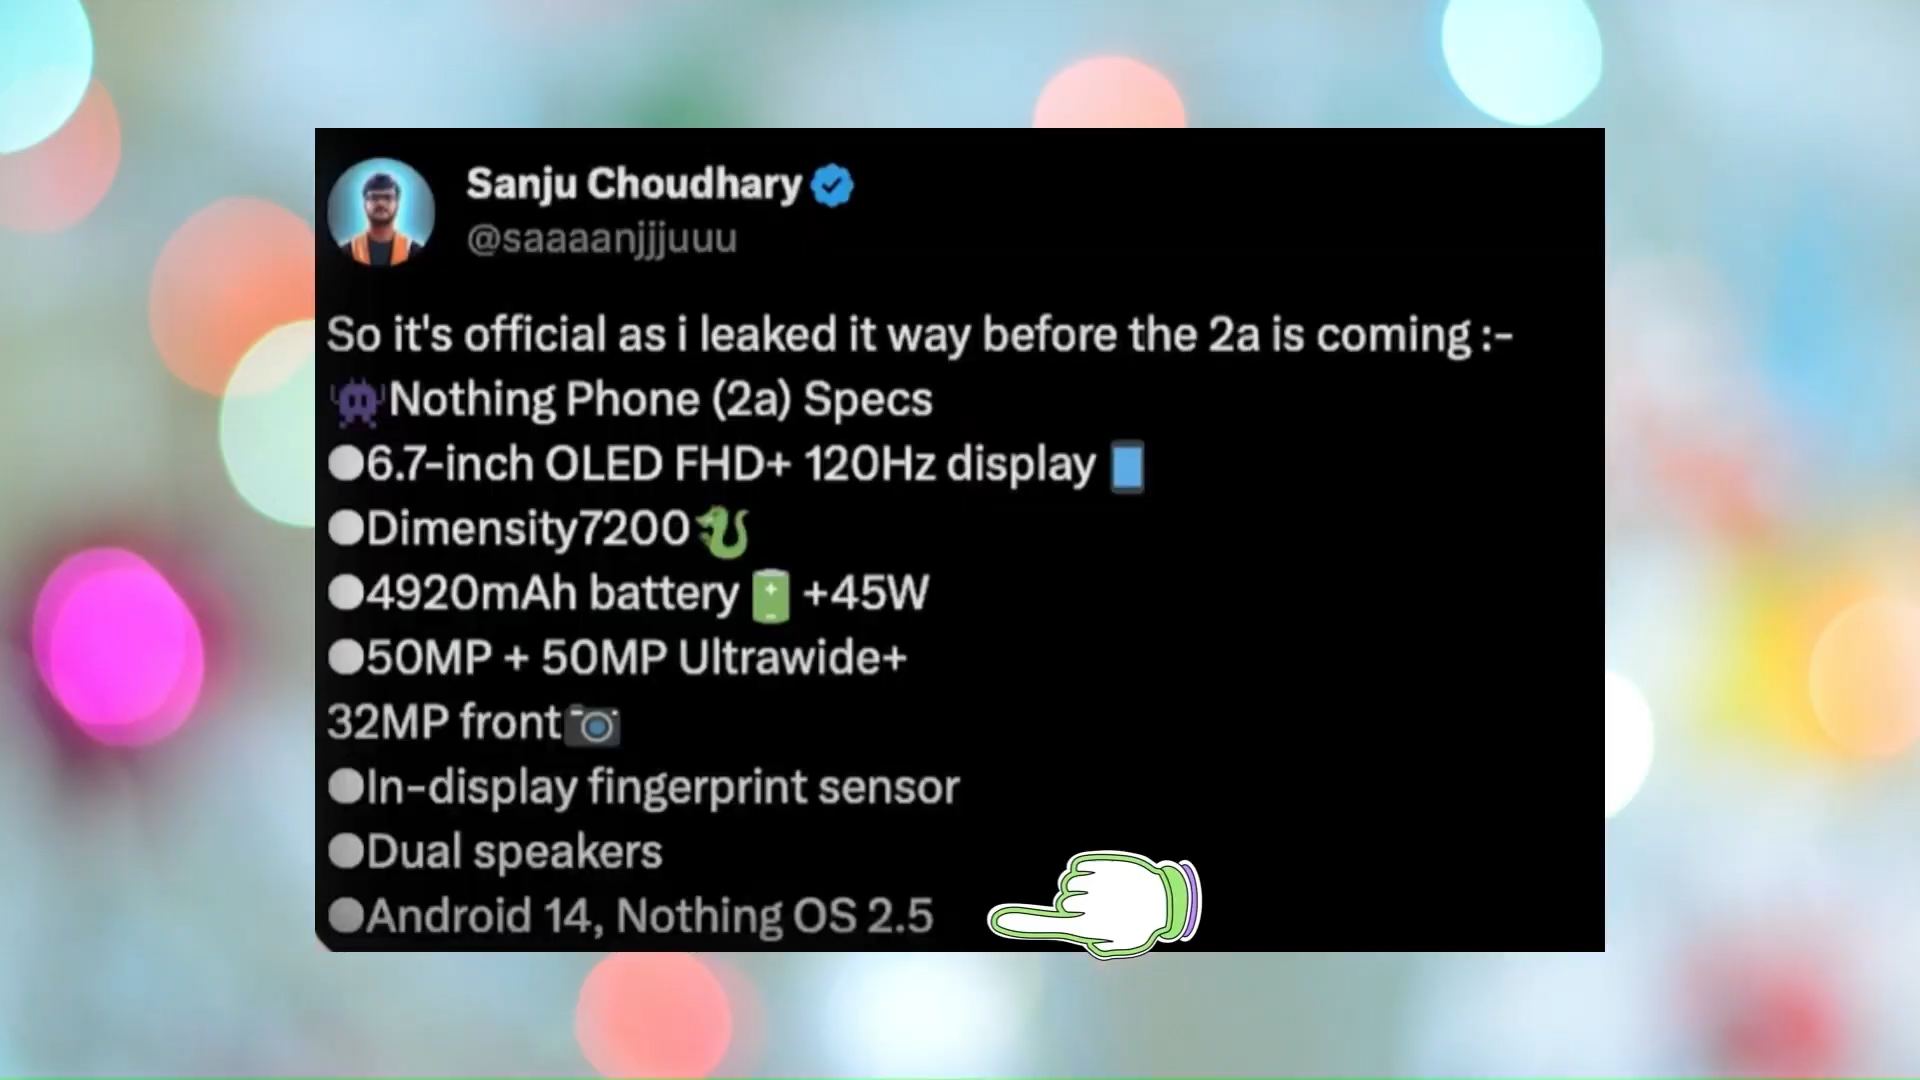 Sanju Choudhary
@saaaanjjjuuu
So it's official as i leaked it way before the 2a is coming :-
👾Nothing Phone (2a) Specs
●6.7-inch OLED FHD+ 120Hz display📱
●Dimensity7200🐉
●4920mAh battery🔋+45W
●50MP + 50MP Ultrawide+
32MP front📷
●In-display fingerprint sensor
●Dual speakers
●Android 14, Nothing OS 2.5